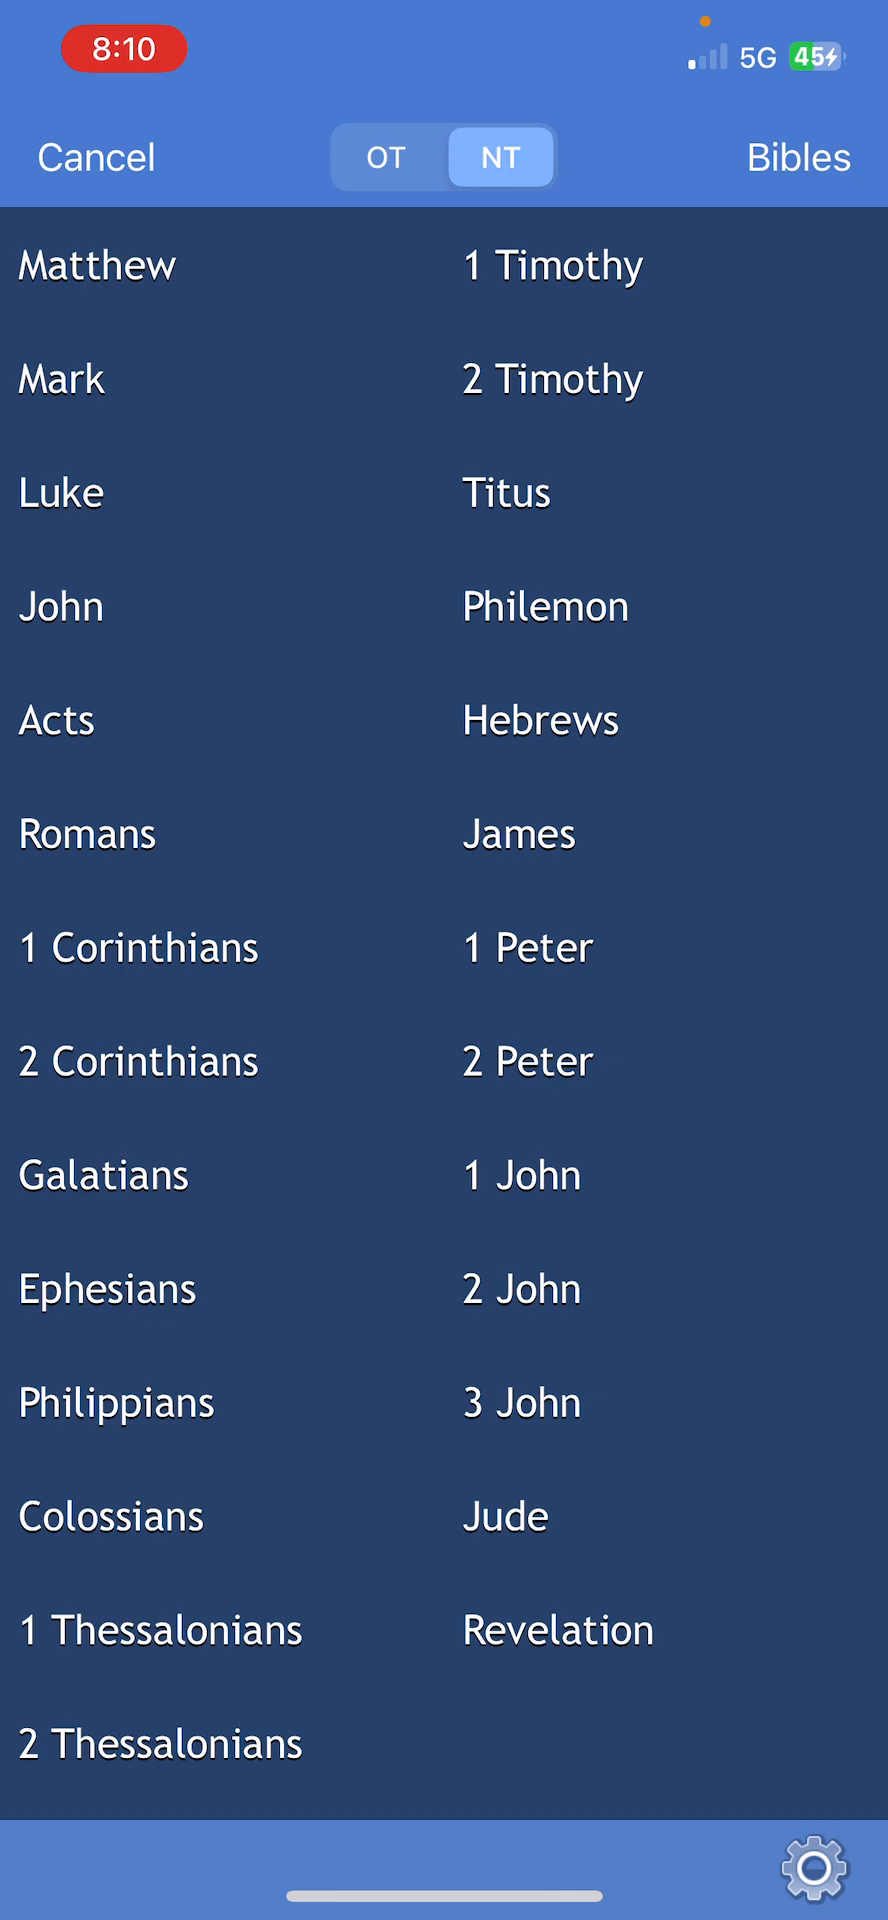 8:10
5G 45
Cancel OT NT Bibles
Matthew
Mark
Luke
John
Acts
Romans
1 Corinthians
2 Corinthians
Galatians
Ephesians
Philippians
Colossians
1 Thessalonians
2 Thessalonians
1 Timothy
2 Timothy
Titus
Philemon
Hebrews
James
1 Peter
2 Peter
1 John
2 John
3 John
Jude
Revelation